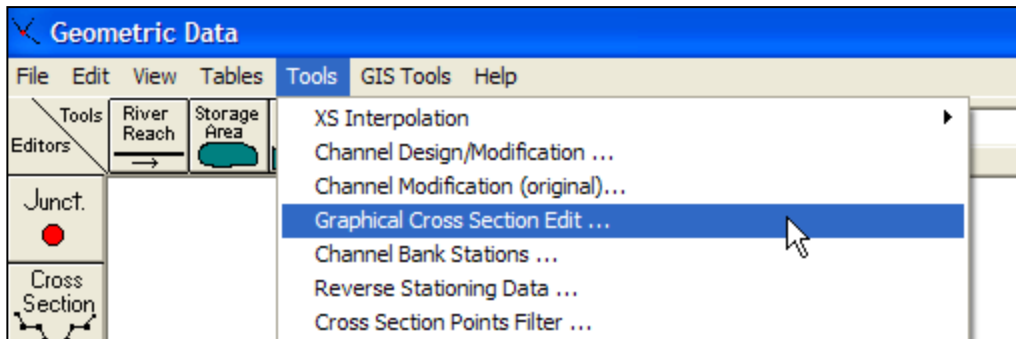 Geometric Data
File Edit View Tables Tools GIS Tools Help
Tools
Editors
River
Reach
Storage
Area
XS Interpolation
Channel Design/Modification ...
Channel Modification (original)...
Graphical Cross Section Edit ...
Channel Bank Stations ...
Reverse Stationing Data ...
Cross Section Points Filter ...
Junct.
Cross
Section